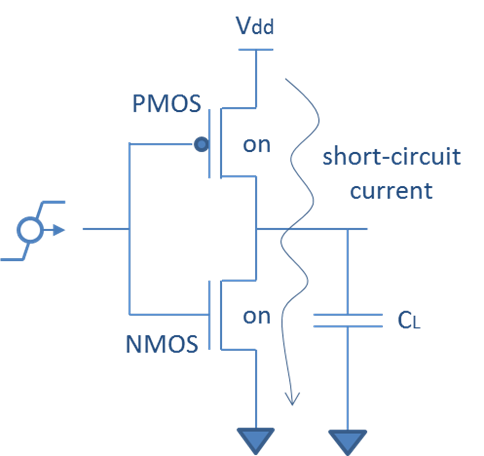 Vdd
PMOS
on
short-circuit
current
on
NMOS
CL